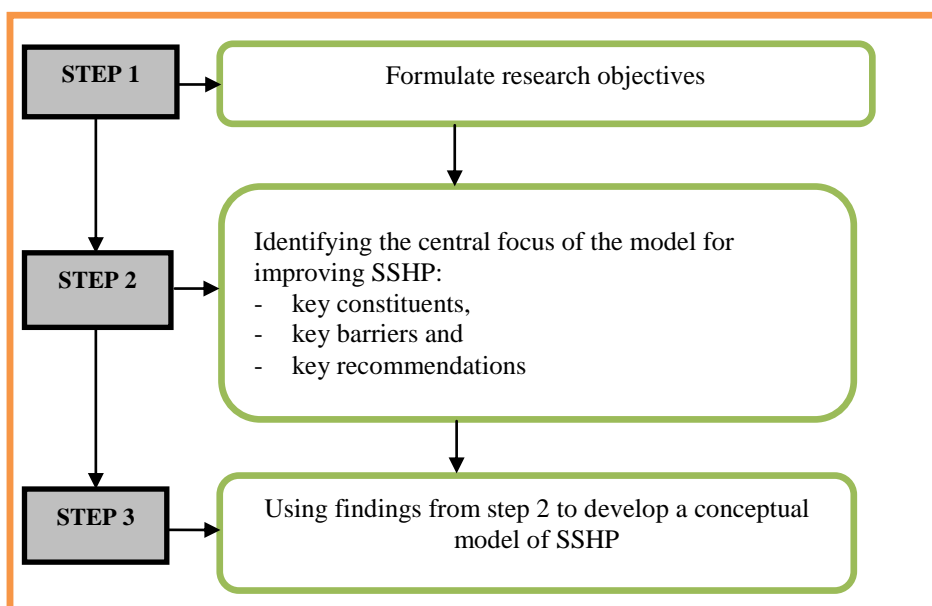 STEP 1
Formulate research objectives
STEP 2
Identifying the central focus of the model for
improving SSHP:
- key constituents,
- key barriers and
- key recommendations
STEP 3
Using findings from step 2 to develop a conceptual
model of SSHP